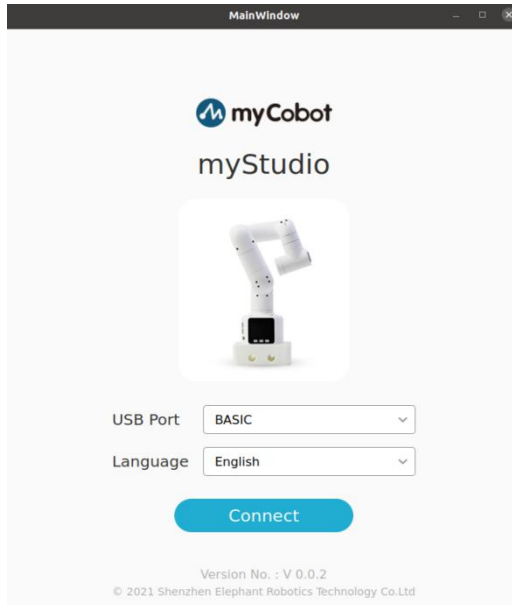 MainWindow
myCobot
myStudio
USB Port BASIC
Language English
Connect
Version No. : V 0.0.2
© 2021 Shenzhen Elephant Robotics Technology Co.Ltd